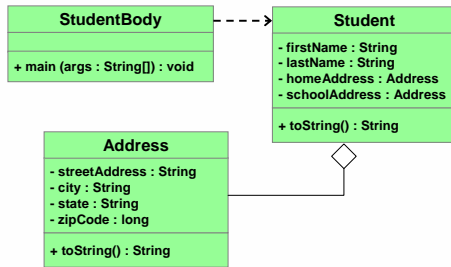 StudentBody
+ main (args : String[]) : void
Student
- firstName : String
- lastName : String
- homeAddress : Address
- schoolAddress : Address
+ toString() : String
Address
- streetAddress : String
- city : String
- state : String
- zipCode : long
+ toString() : String